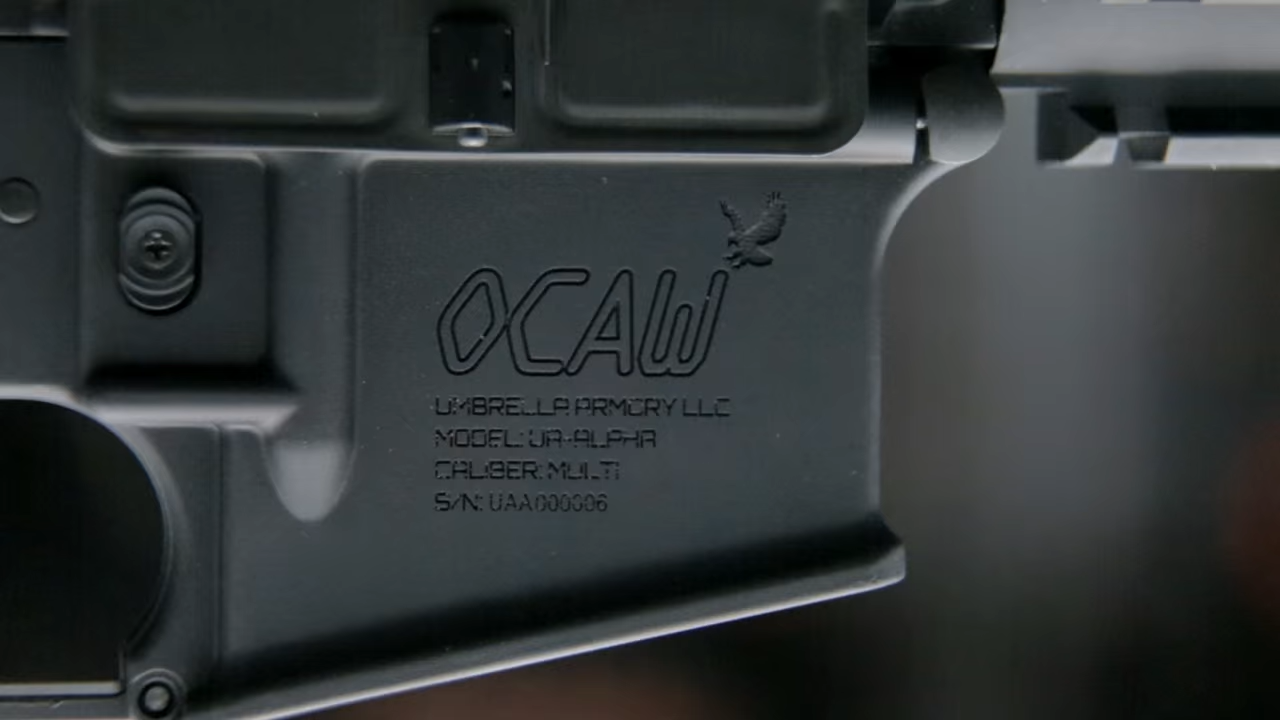 OCAW
UMBRELLA ARMORY LLC
MODEL: UA-ALPHA
CALIBER: MULTI
S/N: UAA000006